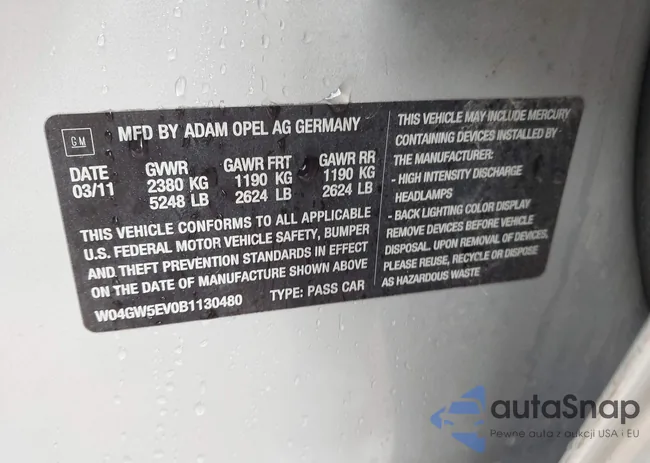 GM
MFD BY ADAM OPEL AG GERMANY
DATE GVWR GAWR FRT GAWR RR
03/11 2380 KG 1190 KG 1190 KG
5248 LB 2624 LB 2624 LB
THIS VEHICLE CONFORMS TO ALL APPLICABLE
U.S. FEDERAL MOTOR VEHICLE SAFETY, BUMPER
AND THEFT PREVENTION STANDARDS IN EFFECT
ON THE DATE OF MANUFACTURE SHOWN ABOVE
W04GW5EV0B1130480 TYPE: PASS CAR
THIS VEHICLE MAY INCLUDE MERCURY
CONTAINING DEVICES INSTALLED BY
THE MANUFACTURER:
- HIGH INTENSITY DISCHARGE
HEADLAMPS
- BACK LIGHTING COLOR DISPLAY
REMOVE DEVICES BEFORE VEHICLE
DISPOSAL. UPON REMOVAL OF DEVICES,
PLEASE REUSE, RECYCLE OR DISPOSE
AS HAZARDOUS WASTE
autaSnap
Pewne auta z aukcji USA i EU